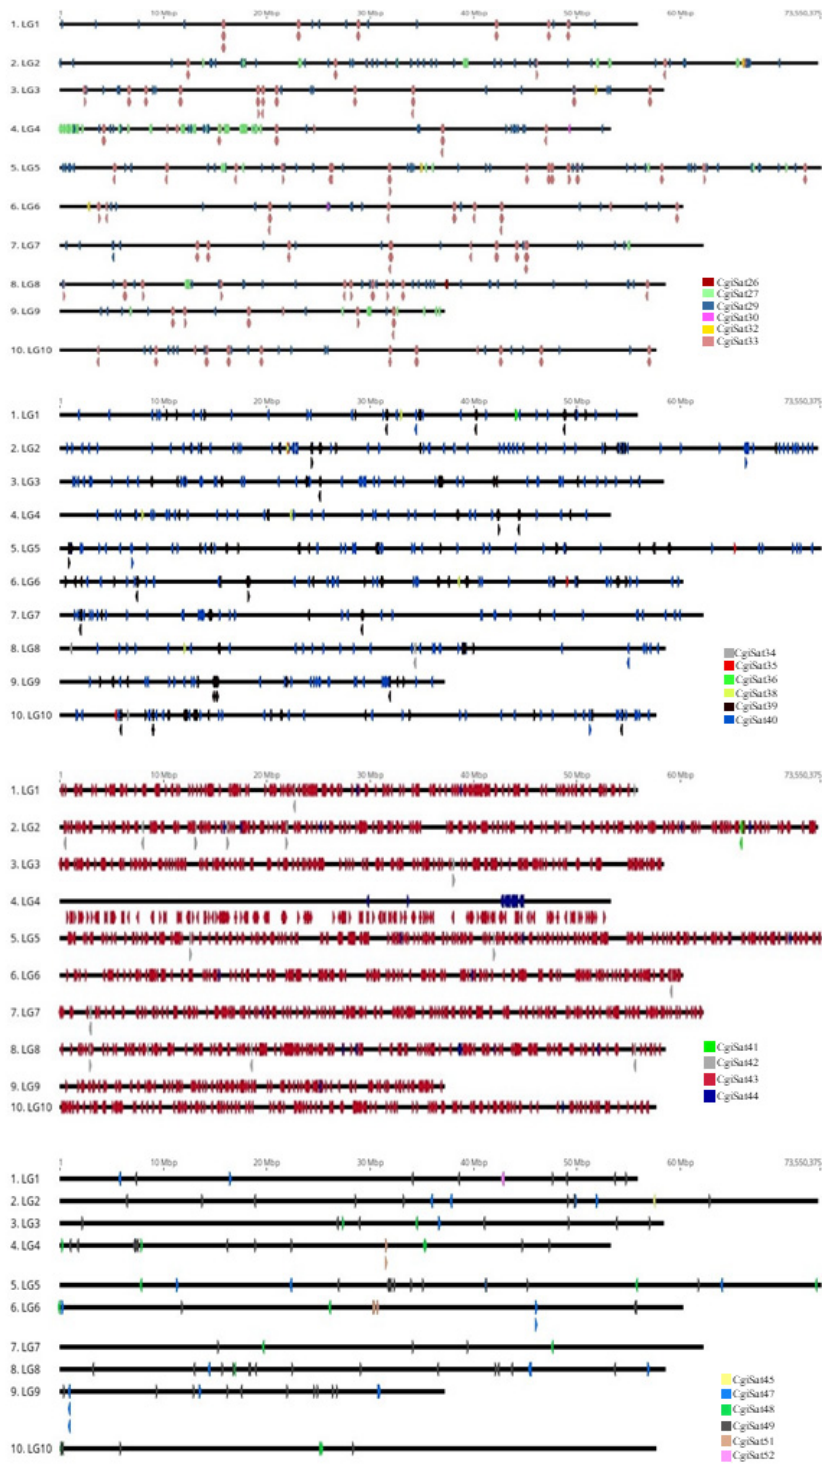 1 10 Mbp 20 Mbp 30 Mbp 40 Mbp 50 Mbp 60 Mbp 73,550,375
1. LG1
2. LG2
3. LG3
4. LG4
5. LG5
6. LG6
7. LG7
8. LG8
9. LG9
10. LG10
CgiSat26
CgiSat27
CgiSat29
CgiSat30
CgiSat32
CgiSat33
1 10 Mbp 20 Mbp 30 Mbp 40 Mbp 50 Mbp 60 Mbp 73,550,375
1. LG1
2. LG2
3. LG3
4. LG4
5. LG5
6. LG6
7. LG7
8. LG8
9. LG9
10. LG10
CgiSat34
CgiSat35
CgiSat36
CgiSat38
CgiSat39
CgiSat40
1 10 Mbp 20 Mbp 30 Mbp 40 Mbp 50 Mbp 60 Mbp 73,550,375
1. LG1
2. LG2
3. LG3
4. LG4
5. LG5
6. LG6
7. LG7
8. LG8
9. LG9
10. LG10
CgiSat41
CgiSat42
CgiSat43
CgiSat44
1 10 Mbp 20 Mbp 30 Mbp 40 Mbp 50 Mbp 60 Mbp 73,550,375
1. LG1
2. LG2
3. LG3
4. LG4
5. LG5
6. LG6
7. LG7
8. LG8
9. LG9
10. LG10
CgiSat45
CgiSat47
CgiSat48
CgiSat49
CgiSat51
CgiSat52